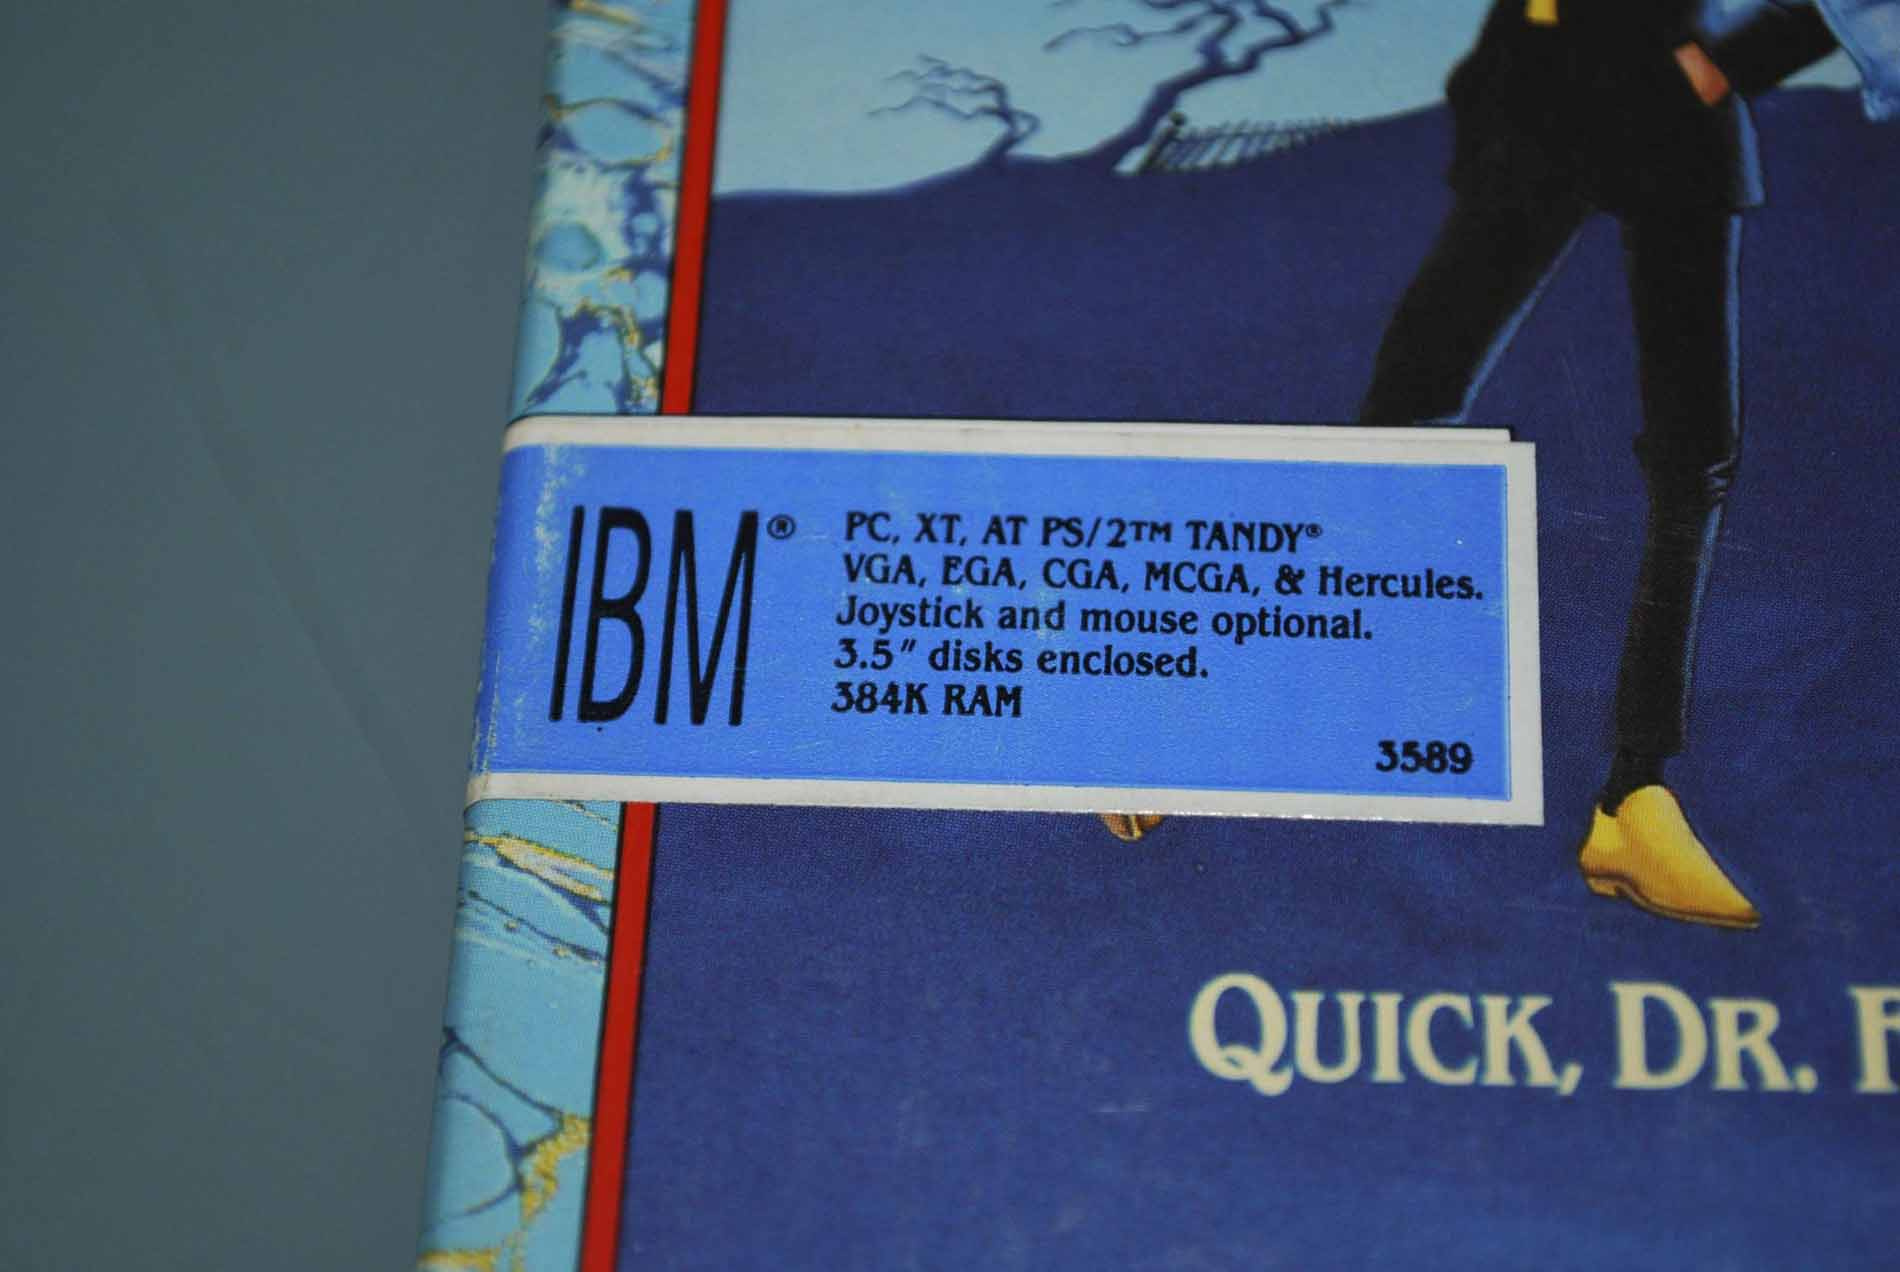 IBM®
PC, XT, AT PS/2™ TANDY®
VGA, EGA, CGA, MCGA, & Hercules.
Joystick and mouse optional.
3.5" disks enclosed.
384K RAM
3589
QUICK, DR.